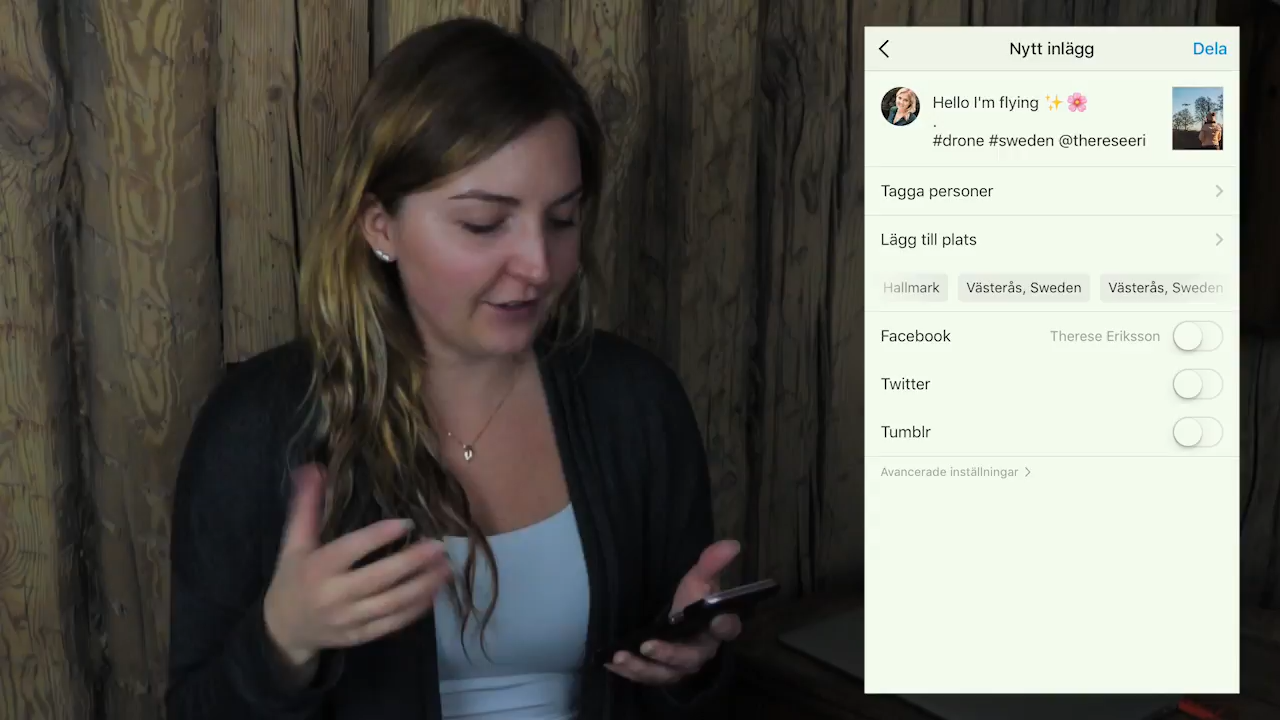 Nytt inlägg
Dela
Hello I'm flying ✨🌸
.
#drone #sweden @thereseeri
Tagga personer
Lägg till plats
Hallmark
Västerås, Sweden
Västerås, Sweden
Facebook
Therese Eriksson
Twitter
Tumblr
Avancerade inställningar